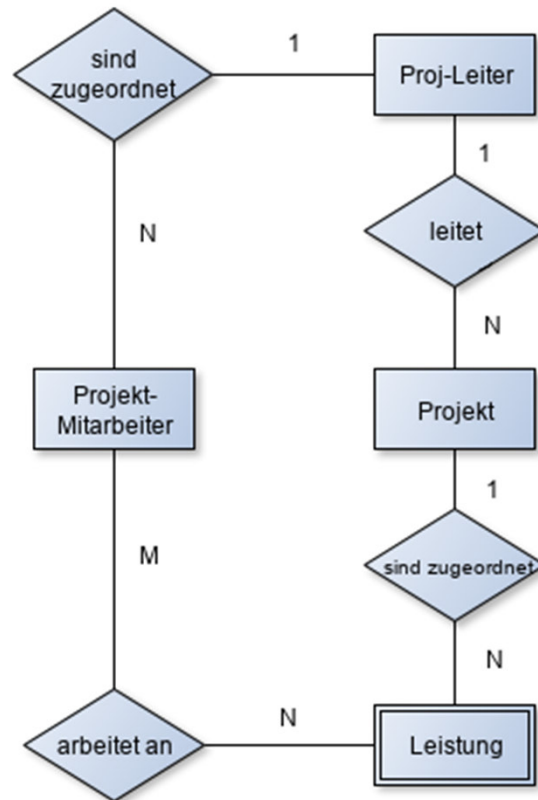 sind
zugeordnet
1
Proj-Leiter
1
leitet
N
N
Projekt-
Mitarbeiter
Projekt
1
M
sind zugeordnet
N
arbeitet an
N
Leistung